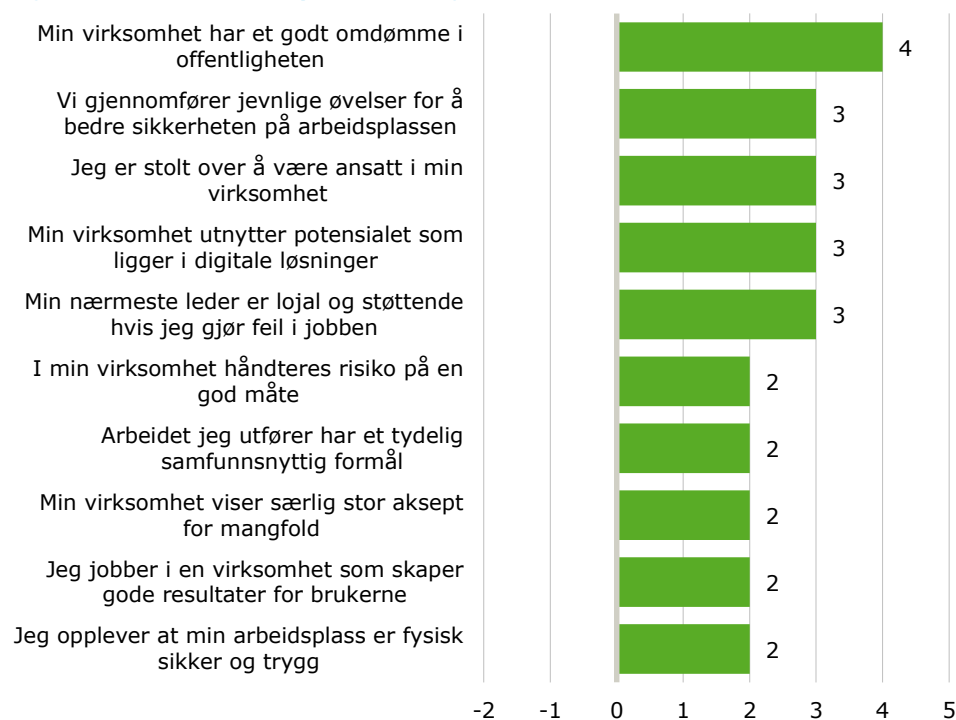 Min virksomhet har et godt omdømme i
offentligheten
4
Vi gjennomfører jevnlige øvelser for å
bedre sikkerheten på arbeidsplassen
3
Jeg er stolt over å være ansatt i min
virksomhet
3
Min virksomhet utnytter potensialet som
ligger i digitale løsninger
3
Min nærmeste leder er lojal og støttende
hvis jeg gjør feil i jobben
3
I min virksomhet håndteres risiko på en
god måte
2
Arbeidet jeg utfører har et tydelig
samfunnsnyttig formål
2
Min virksomhet viser særlig stor aksept
for mangfold
2
Jeg jobber i en virksomhet som skaper
gode resultater for brukerne
2
Jeg opplever at min arbeidsplass er fysisk
sikker og trygg
2
-2 -1 0 1 2 3 4 5